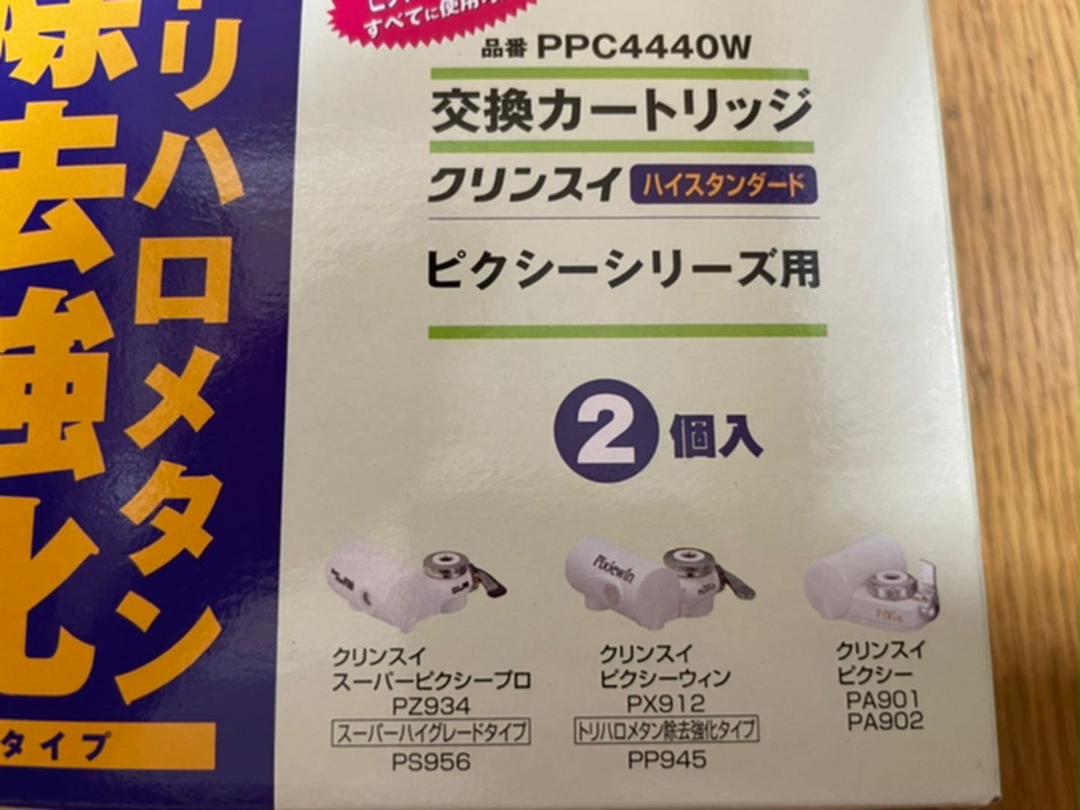 すべてに使用
品番 PPC4440W
交換カートリッジ
クリンスイ ハイスタンダード
ピクシーシリーズ用
2個入
リハロメタン
除去強化
タイプ
Pixiewin
クリンスイ
スーパーピクシープロ
PZ934
スーパーハイグレードタイプ
PS956
クリンスイ
ピクシーウィン
PX912
トリハロメタン除去強化タイプ
PP945
クリンスイ
ピクシー
PA901
PA902